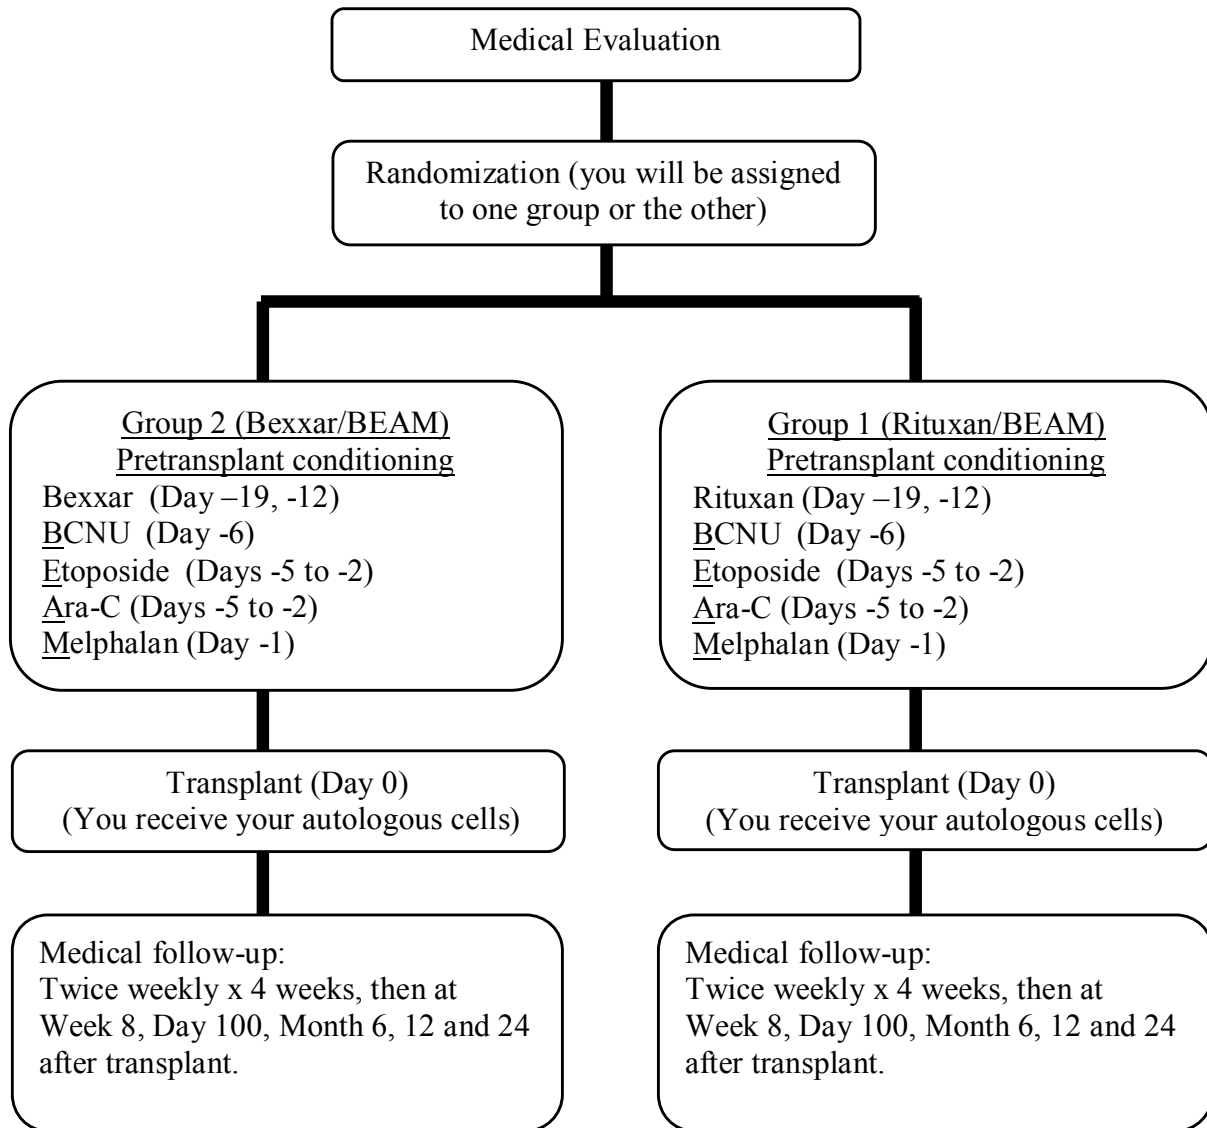 Medical Evaluation
Randomization (you will be assigned
to one group or the other)
Group 2 (Bexxar/BEAM)
Pretransplant conditioning
Bexxar  (Day –19, -12)
BCNU  (Day -6)
Etoposide  (Days -5 to -2)
Ara-C (Days -5 to -2)
Melphalan (Day -1)
Group 1 (Rituxan/BEAM)
Pretransplant conditioning
Rituxan (Day –19, -12)
BCNU (Day -6)
Etoposide (Days -5 to -2)
Ara-C (Days -5 to -2)
Melphalan (Day -1)
Transplant (Day 0)
(You receive your autologous cells)
Transplant (Day 0)
(You receive your autologous cells)
Medical follow-up:
Twice weekly x 4 weeks, then at
Week 8, Day 100, Month 6, 12 and 24
after transplant.
Medical follow-up:
Twice weekly x 4 weeks, then at
Week 8, Day 100, Month 6, 12 and 24
after transplant.